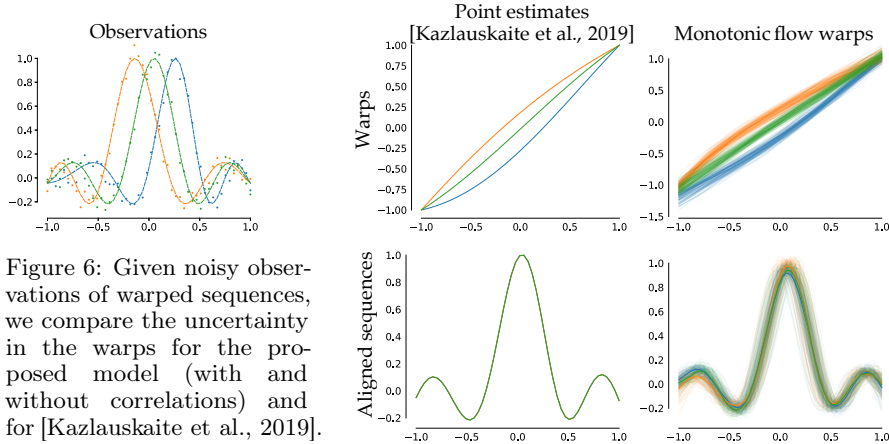 Observations
1.0
0.8
0.6
0.4
0.2
0.0
−0.2
−1.0 −0.5 0.0 0.5 1.0
Figure 6: Given noisy obser-
vations of warped sequences,
we compare the uncertainty
in the warps for the pro-
posed model (with and
without correlations) and
for [Kazlauskaite et al., 2019].
Point estimates
[Kazlauskaite et al., 2019]
Warps
1.00
0.75
0.50
0.25
0.00
−0.25
−0.50
−0.75
−1.00
−1.0 −0.5 0.0 0.5 1.0
Monotonic flow warps
1.0
0.5
0.0
−0.5
−1.0
−1.5
−1.0 −0.5 0.0 0.5 1.0
Aligned sequences
1.0
0.8
0.6
0.4
0.2
0.0
−0.2
−1.0 −0.5 0.0 0.5 1.0
1.0
0.8
0.6
0.4
0.2
0.0
−0.2
−1.0 −0.5 0.0 0.5 1.0